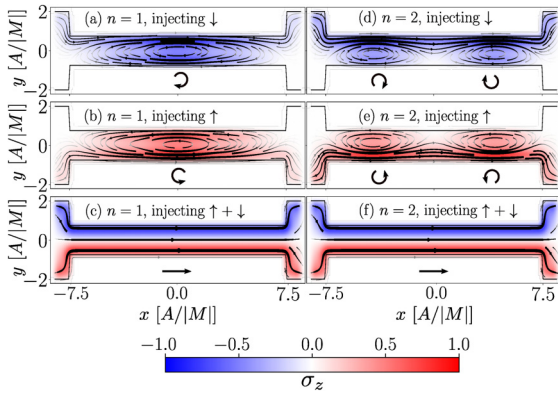 (a) n = 1, injecting ↓
(d) n = 2, injecting ↓
y [A/|M|]
2
0
−2
(b) n = 1, injecting ↑
(e) n = 2, injecting ↑
y [A/|M|]
2
0
−2
(c) n = 1, injecting ↑ + ↓
(f) n = 2, injecting ↑ + ↓
y [A/|M|]
2
0
−2
−7.5 0.0 7.5
−7.5 0.0 7.5
x [A/|M|]
x [A/|M|]
−1.0 −0.5 0.0 0.5 1.0
σz